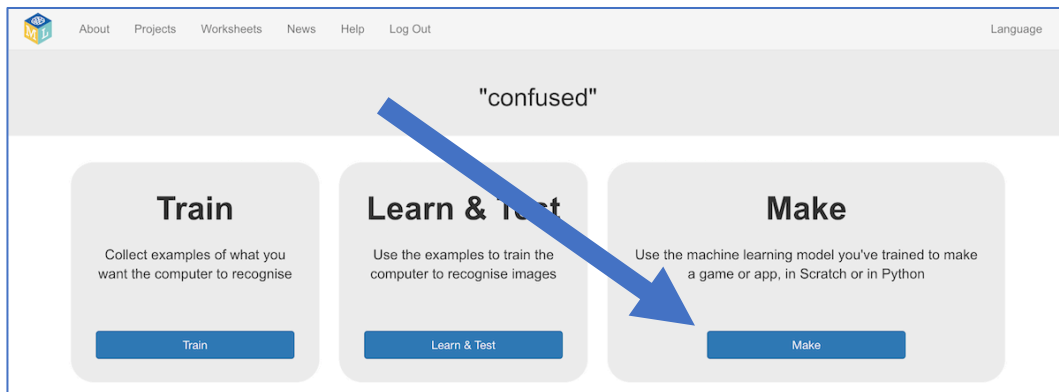 About Projects Worksheets News Help Log Out Language
"confused"
Train
Collect examples of what you
want the computer to recognise
Train
Learn & Test
Use the examples to train the
computer to recognise images
Learn & Test
Make
Use the machine learning model you've trained to make
a game or app, in Scratch or in Python
Make